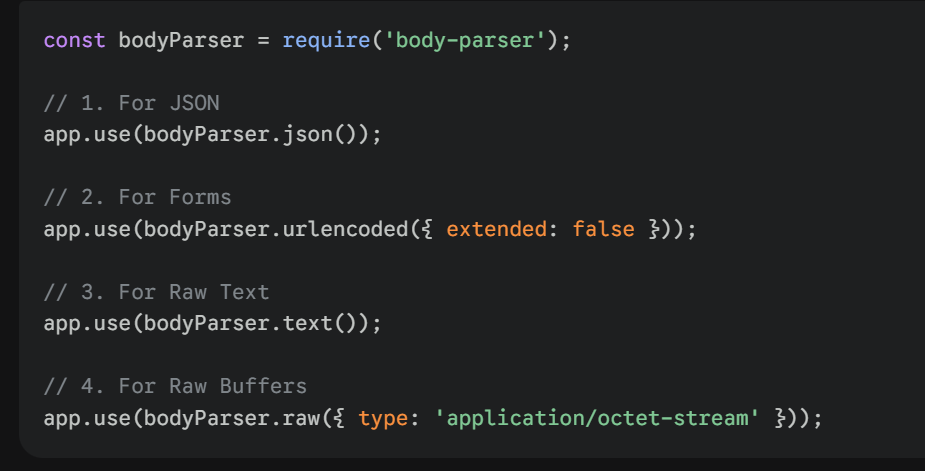 const bodyParser = require('body-parser');
// 1. For JSON
app.use(bodyParser.json());
// 2. For Forms
app.use(bodyParser.urlencoded({ extended: false }));
// 3. For Raw Text
app.use(bodyParser.text());
// 4. For Raw Buffers
app.use(bodyParser.raw({ type: 'application/octet-stream' }));